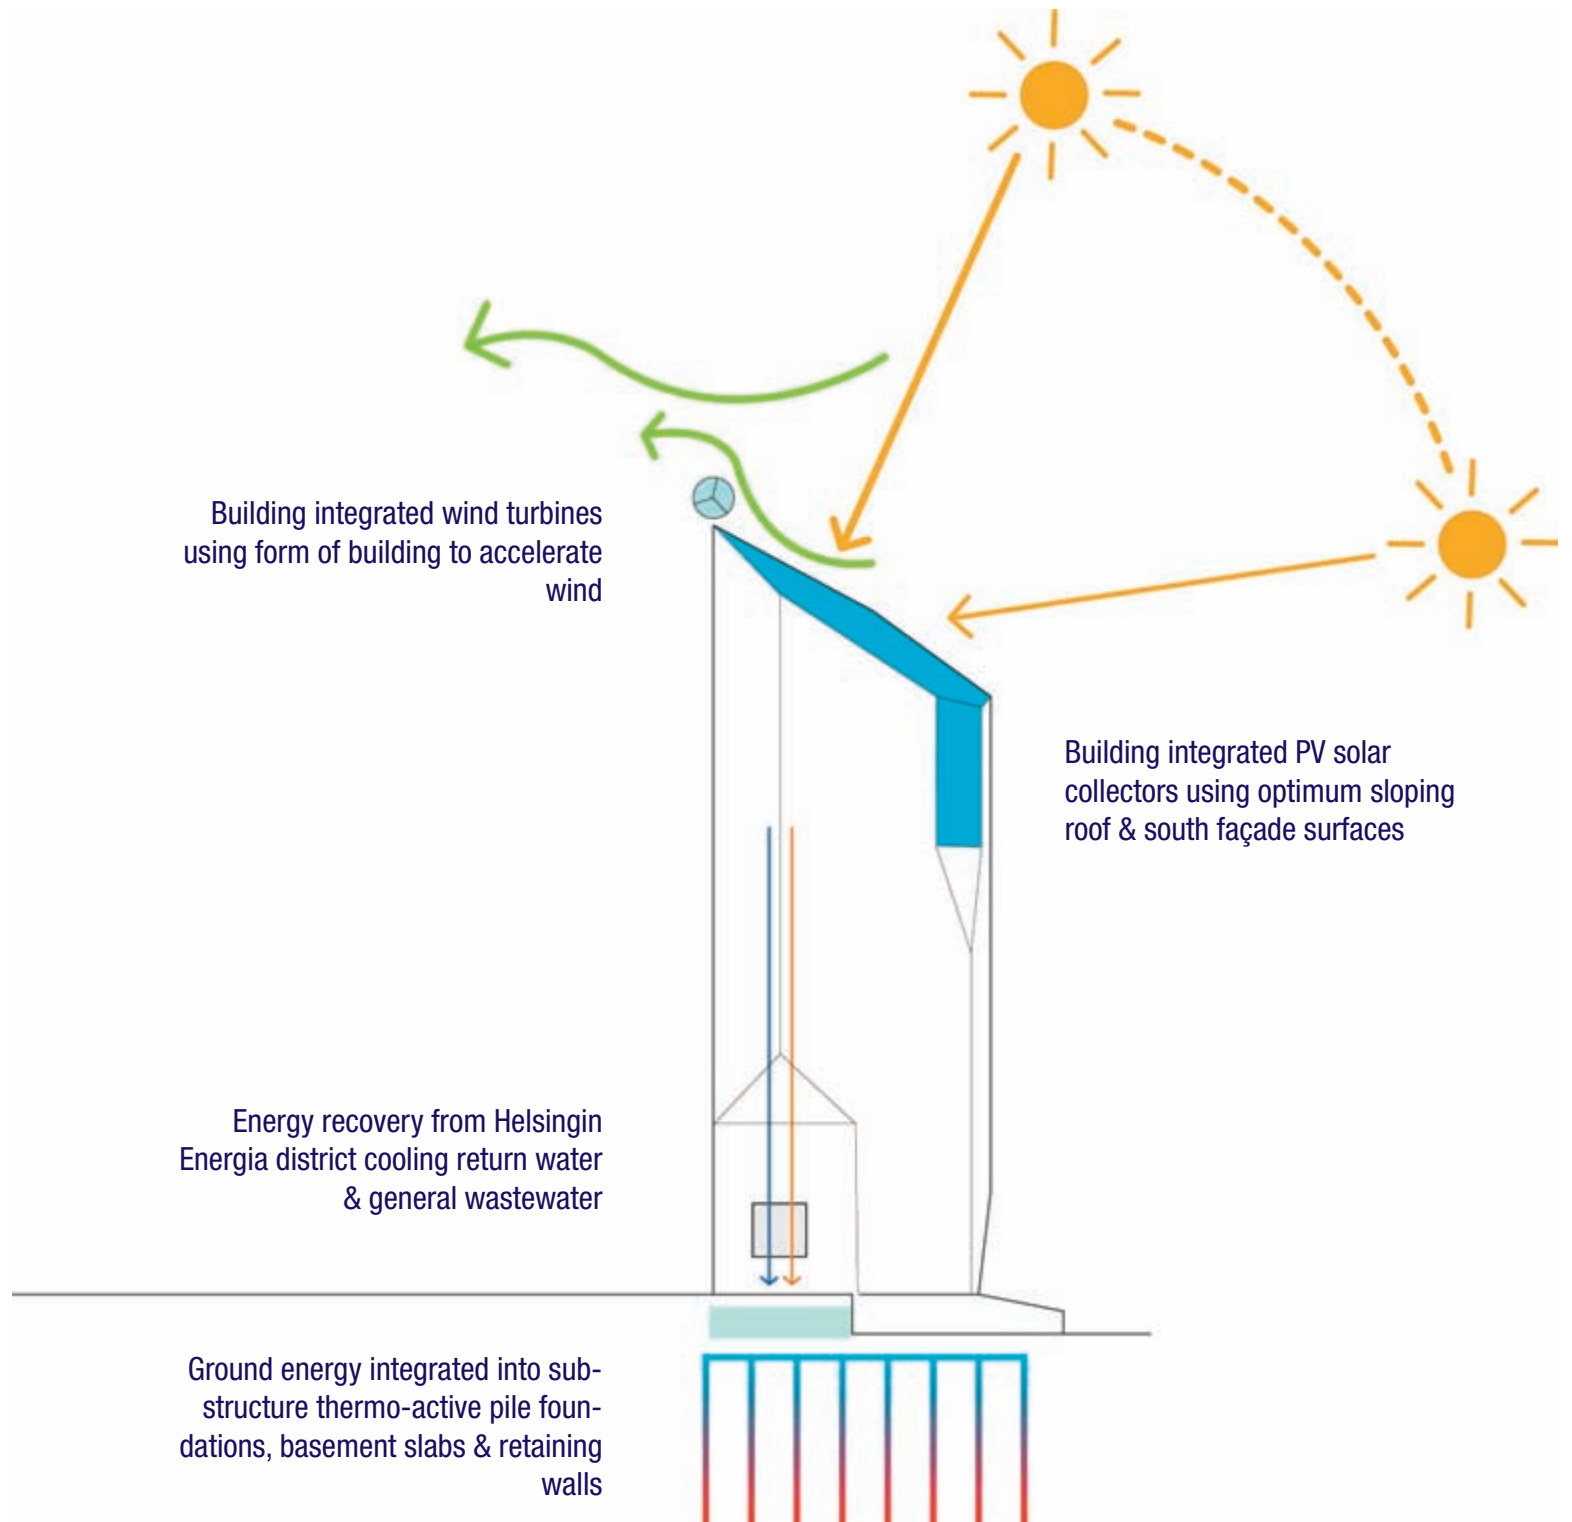 Building integrated wind turbines
using form of building to accelerate
wind
Building integrated PV solar
collectors using optimum sloping
roof & south façade surfaces
Energy recovery from Helsingin
Energia district cooling return water
& general wastewater
Ground energy integrated into sub-
structure thermo-active pile foun-
dations, basement slabs & retaining
walls